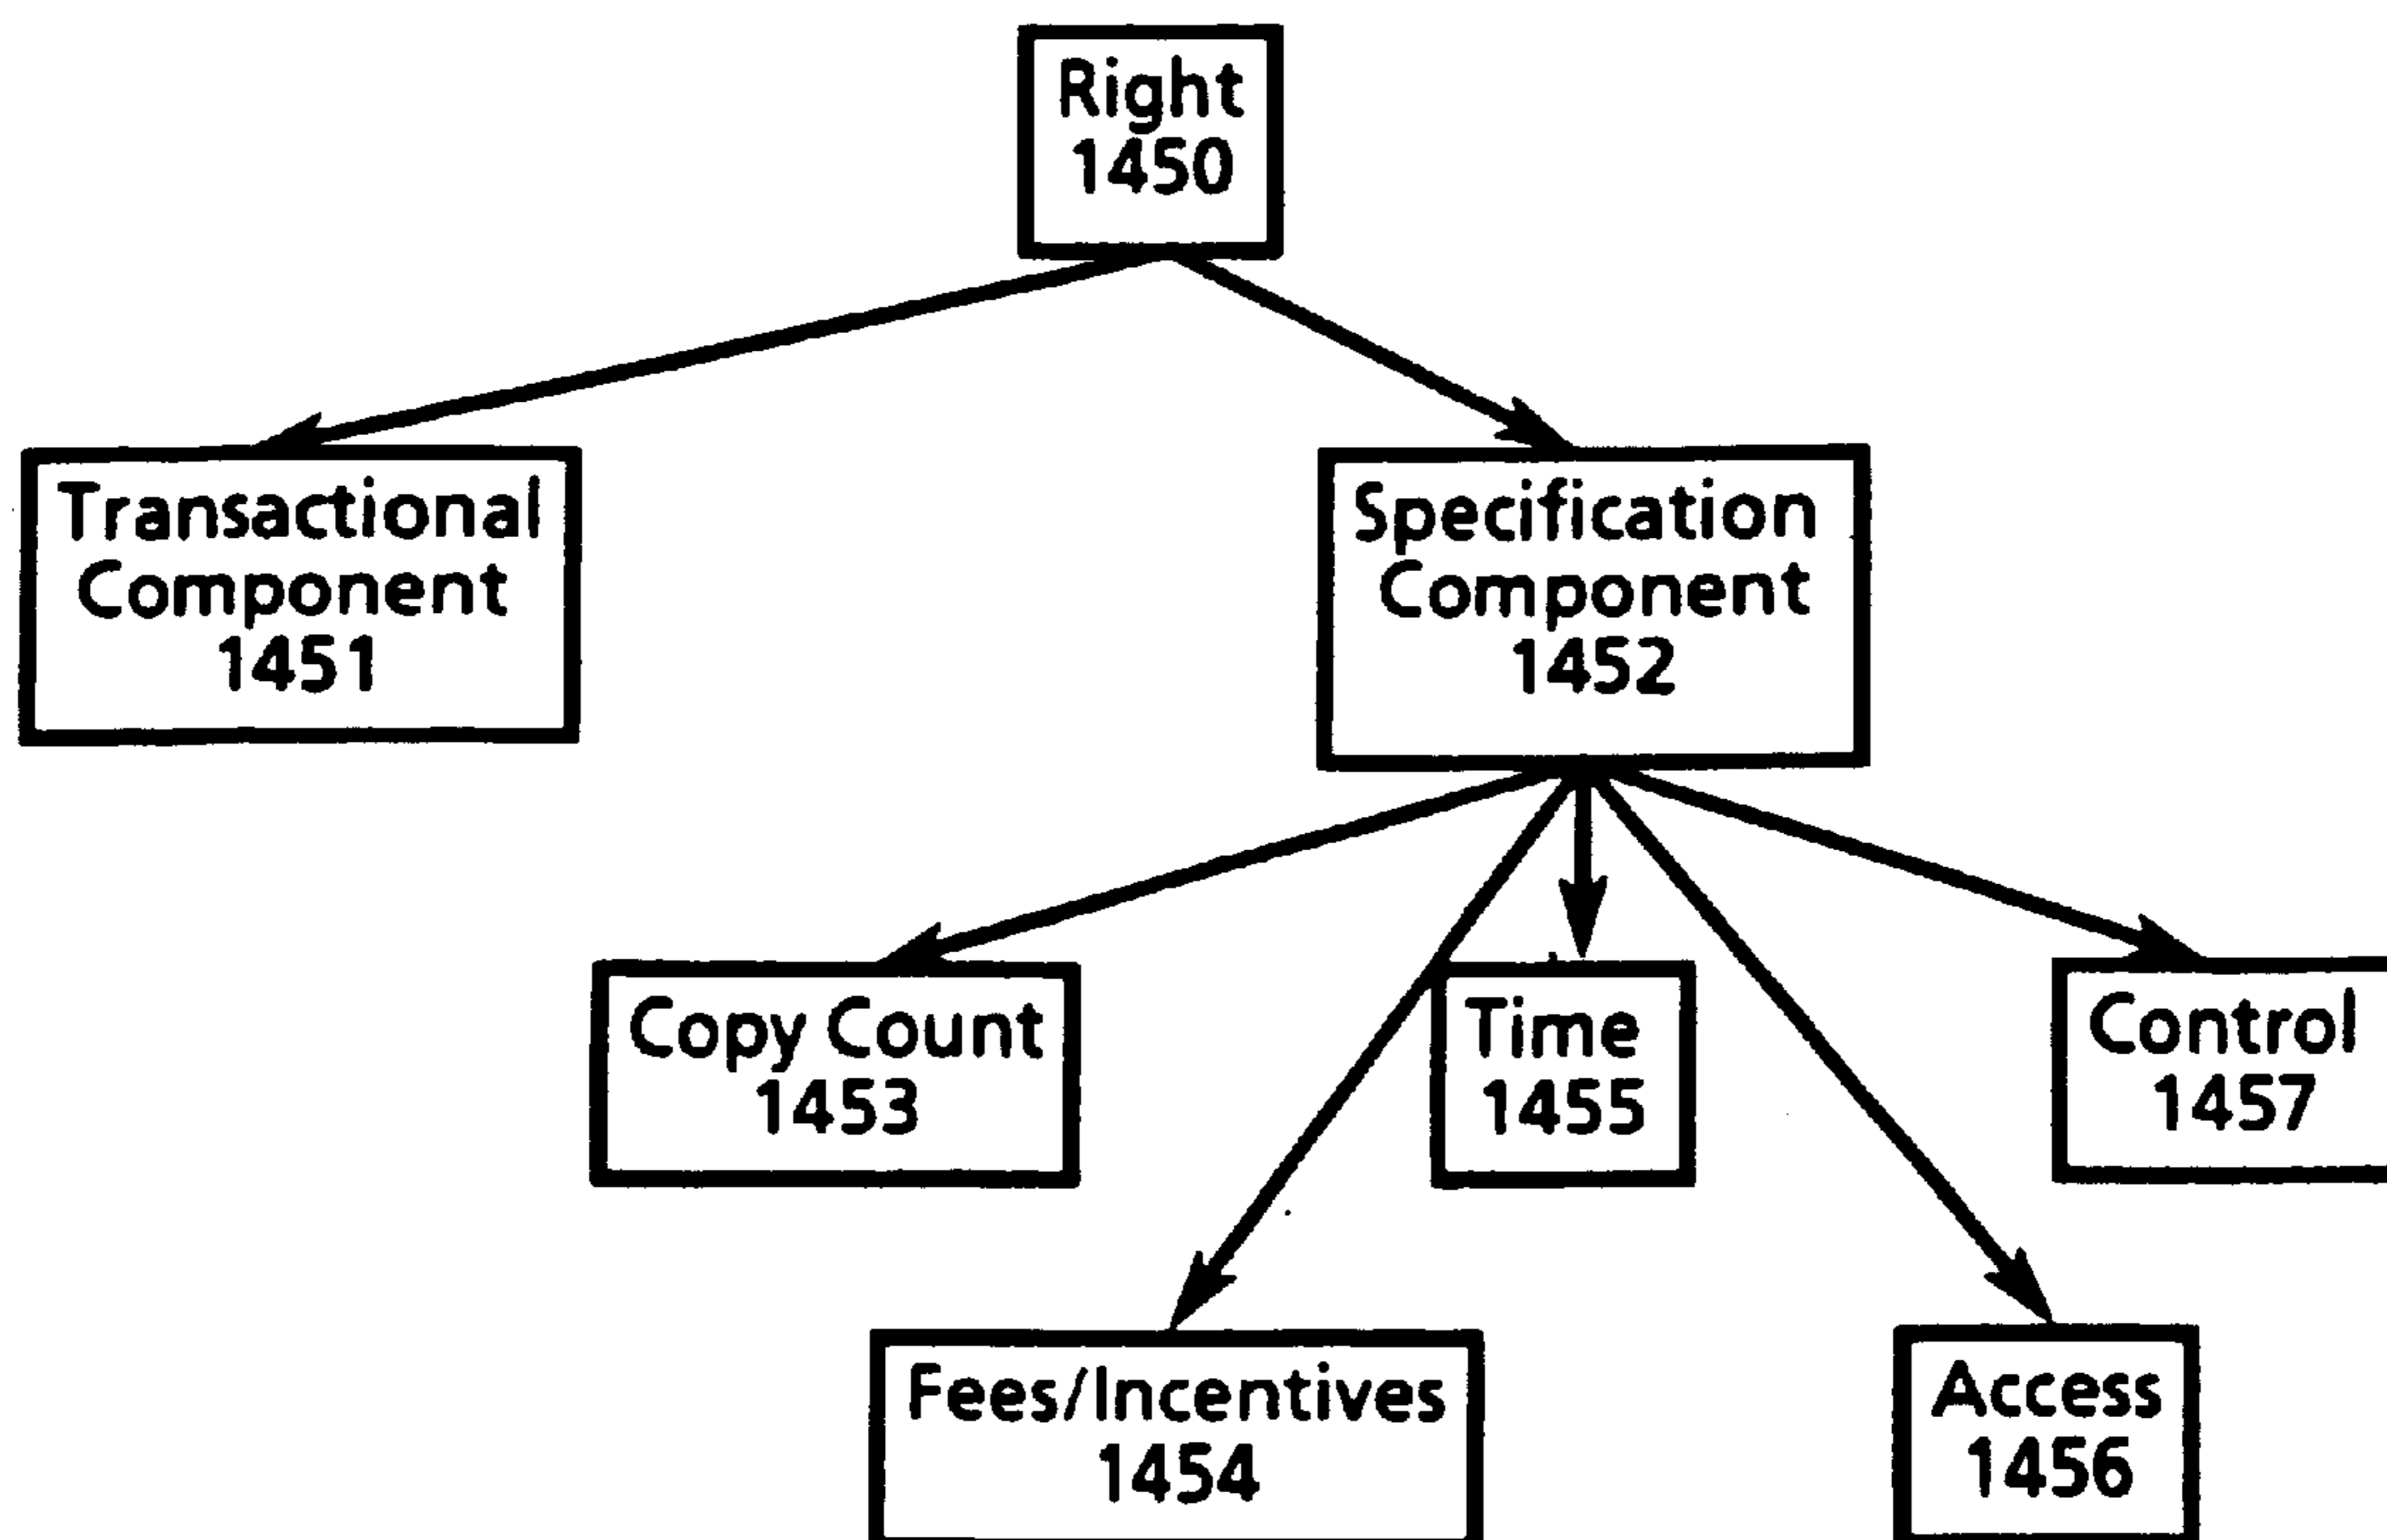 Right
1450
Transactional
Component
1451
Specification
Component
1452
Copy Count
1453
Time
1455
Control
1457
Fees/Incentives
1454
Access
1456